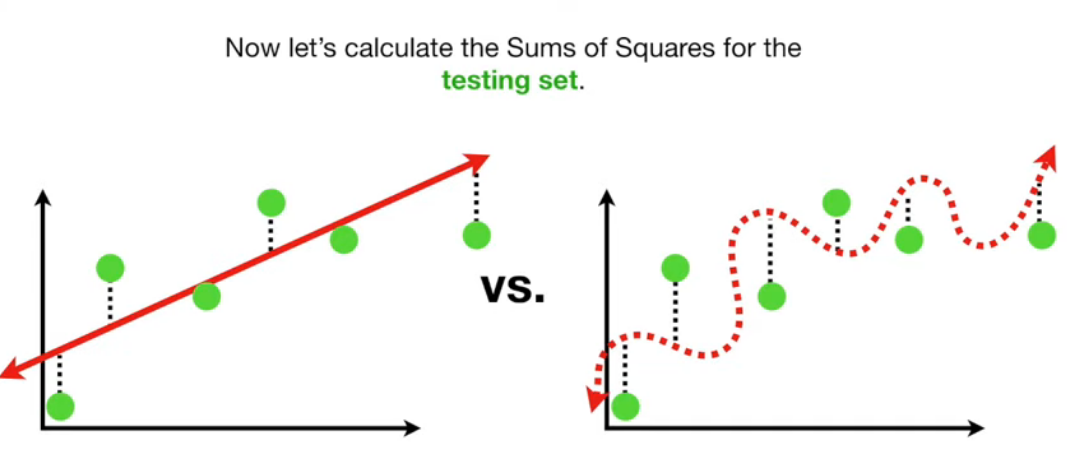 Now let's calculate the Sums of Squares for the
testing set.
vs.